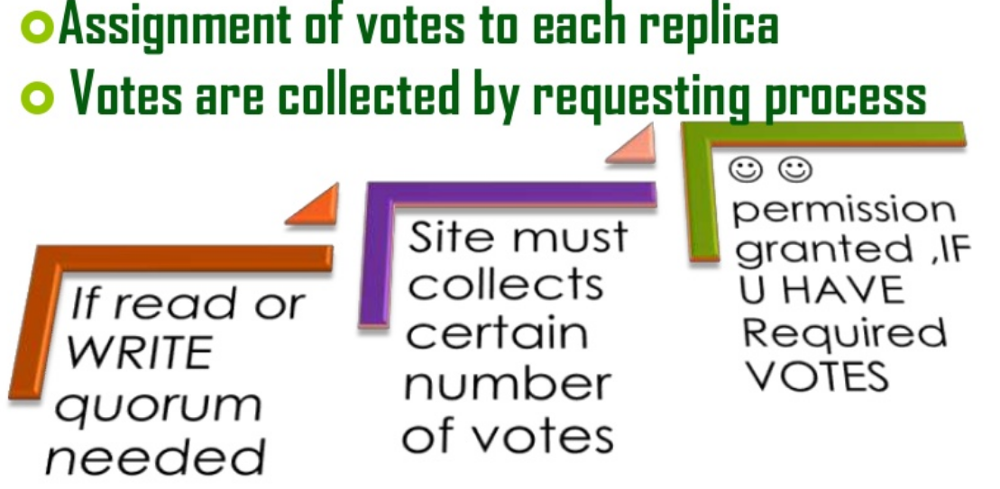 Assignment of votes to each replica
Votes are collected by requesting process
If read or
WRITE
quorum
needed
Site must
collects
certain
number
of votes
☺ ☺
permission
granted ,IF
U HAVE
Required
VOTES